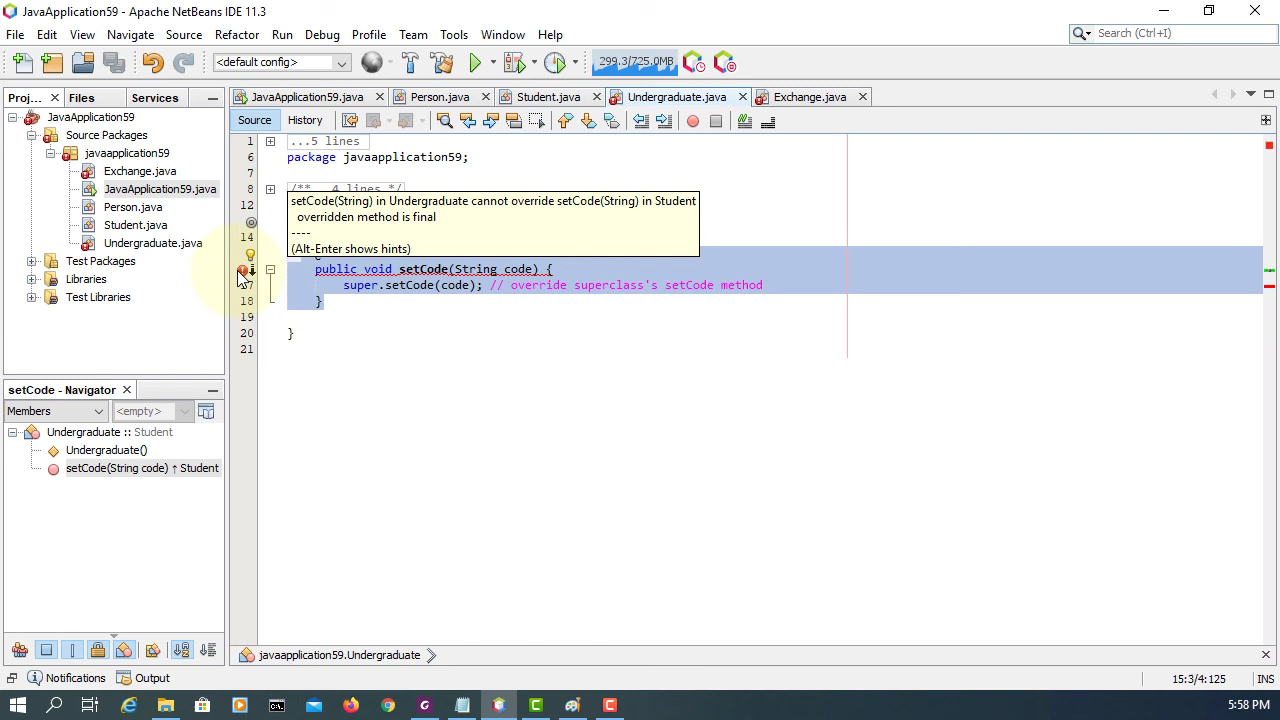 JavaApplication59 - Apache NetBeans IDE 11.3
File Edit View Navigate Source Refactor Run Debug Profile Team Tools Window Help
Search (Ctrl+I)
<default config>
299.3/725.0MB
Proj... Files Services
JavaApplication59
Source Packages
javaapplication59
Exchange.java
JavaApplication59.java
Person.java
Student.java
Undergraduate.java
Test Packages
Libraries
Test Libraries
JavaApplication59.java Person.java Student.java Undergraduate.java Exchange.java
Source History
1 ...5 lines
6 package javaapplication59;
7
8 /** 4 lines */
12
14
setCode(String) in Undergraduate cannot override setCode(String) in Student
overridden method is final
----
(Alt-Enter shows hints)
public void setCode(String code) {
super.setCode(code); // override superclass's setCode method
18 }
19
20 }
21
setCode - Navigator
Members <empty>
Undergraduate :: Student
Undergraduate()
setCode(String code) ↑ Student
javaapplication59.Undergraduate
Notifications Output
15:3/4:125 INS
5:58 PM